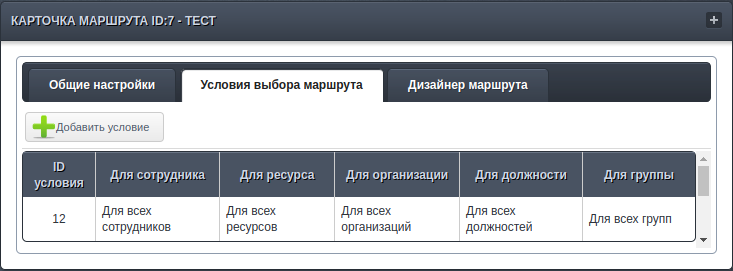 КАРТОЧКА МАРШРУТА ID:7 - ТЕСТ
Общие настройки Условия выбора маршрута Дизайнер маршрута
Добавить условие
ID условия Для сотрудника Для ресурса Для организации Для должности Для группы
12 Для всех сотрудников Для всех ресурсов Для всех организаций Для всех должностей Для всех групп